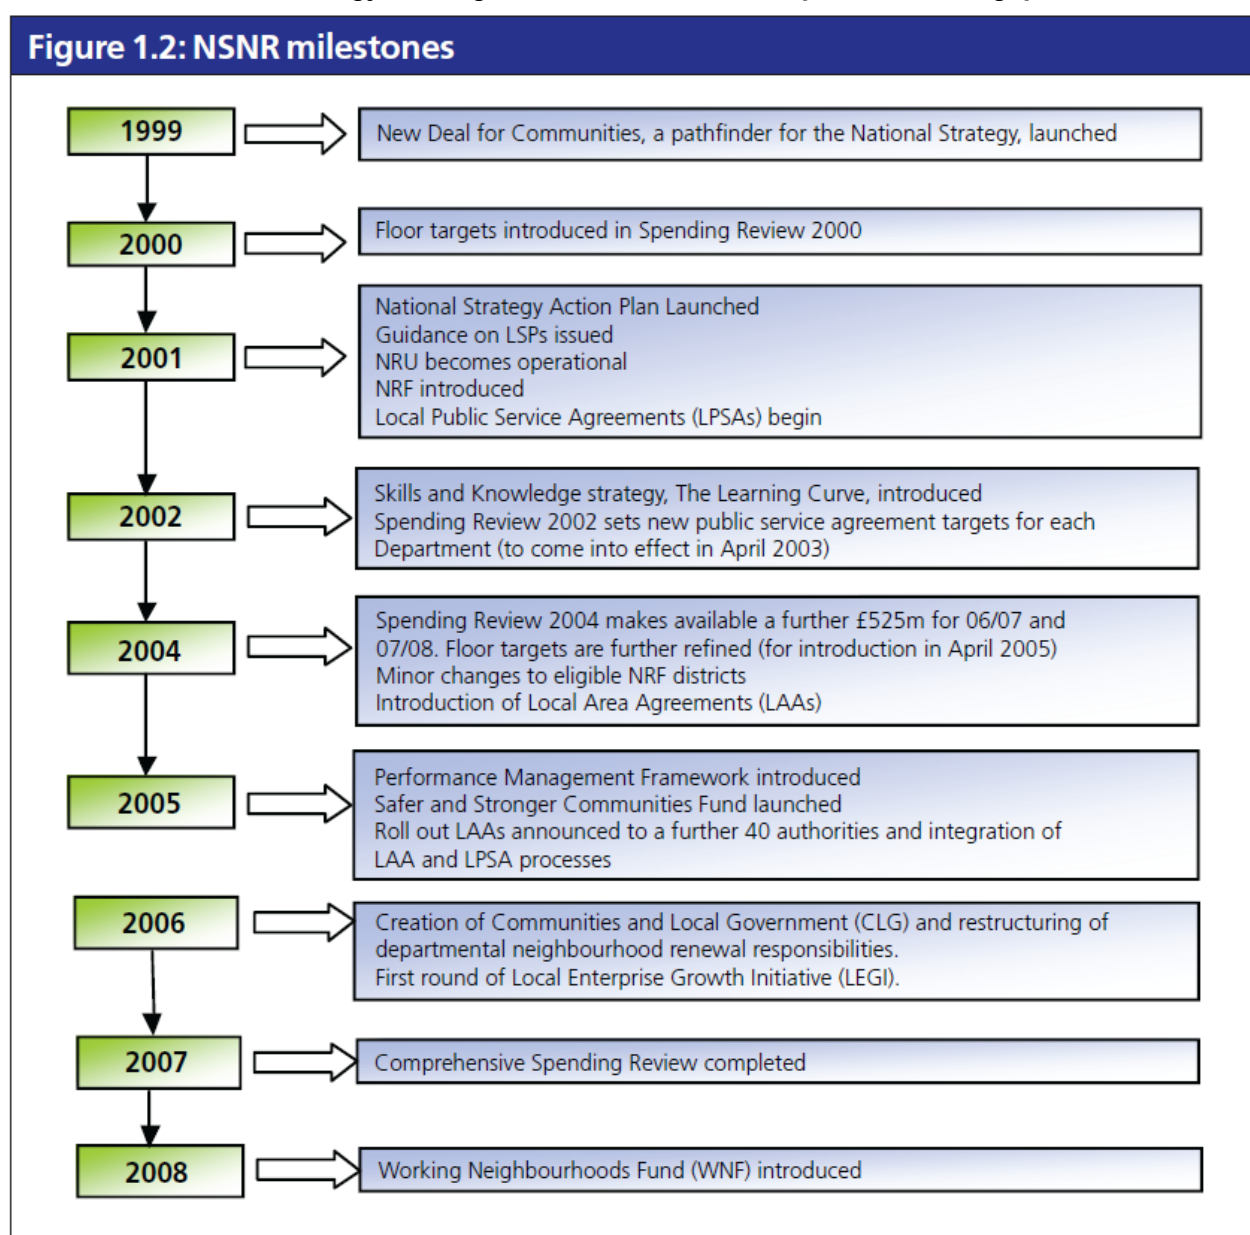 Figure 1.2: NSNR milestones
1999
New Deal for Communities, a pathfinder for the National Strategy, launched
2000
Floor targets introduced in Spending Review 2000
2001
National Strategy Action Plan Launched
Guidance on LSPs issued
NRU becomes operational
NRF introduced
Local Public Service Agreements (LPSAs) begin
2002
Skills and Knowledge strategy, The Learning Curve, introduced
Spending Review 2002 sets new public service agreement targets for each
Department (to come into effect in April 2003)
2004
Spending Review 2004 makes available a further £525m for 06/07 and
07/08. Floor targets are further refined (for introduction in April 2005)
Minor changes to eligible NRF districts
Introduction of Local Area Agreements (LAAs)
2005
Performance Management Framework introduced
Safer and Stronger Communities Fund launched
Roll out LAAs announced to a further 40 authorities and integration of
LAA and LPSA processes
2006
Creation of Communities and Local Government (CLG) and restructuring of
departmental neighbourhood renewal responsibilities.
First round of Local Enterprise Growth Initiative (LEGI).
2007
Comprehensive Spending Review completed
2008
Working Neighbourhoods Fund (WNF) introduced